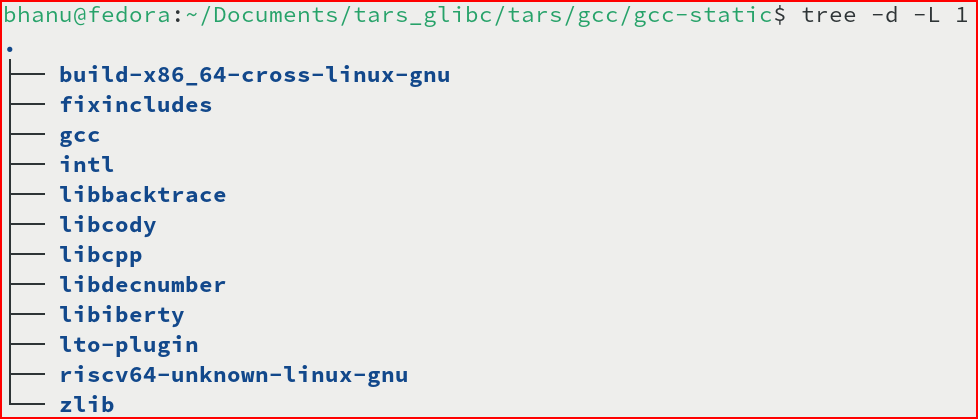 bhanu@fedora:~/Documents/tars_glibc/tars/gcc/gcc-static$ tree -d -L 1
.
├── build-x86_64-cross-linux-gnu
├── fixincludes
├── gcc
├── intl
├── libbacktrace
├── libcody
├── libcpp
├── libdecnumber
├── libiberty
├── lto-plugin
├── riscv64-unknown-linux-gnu
└── zlib